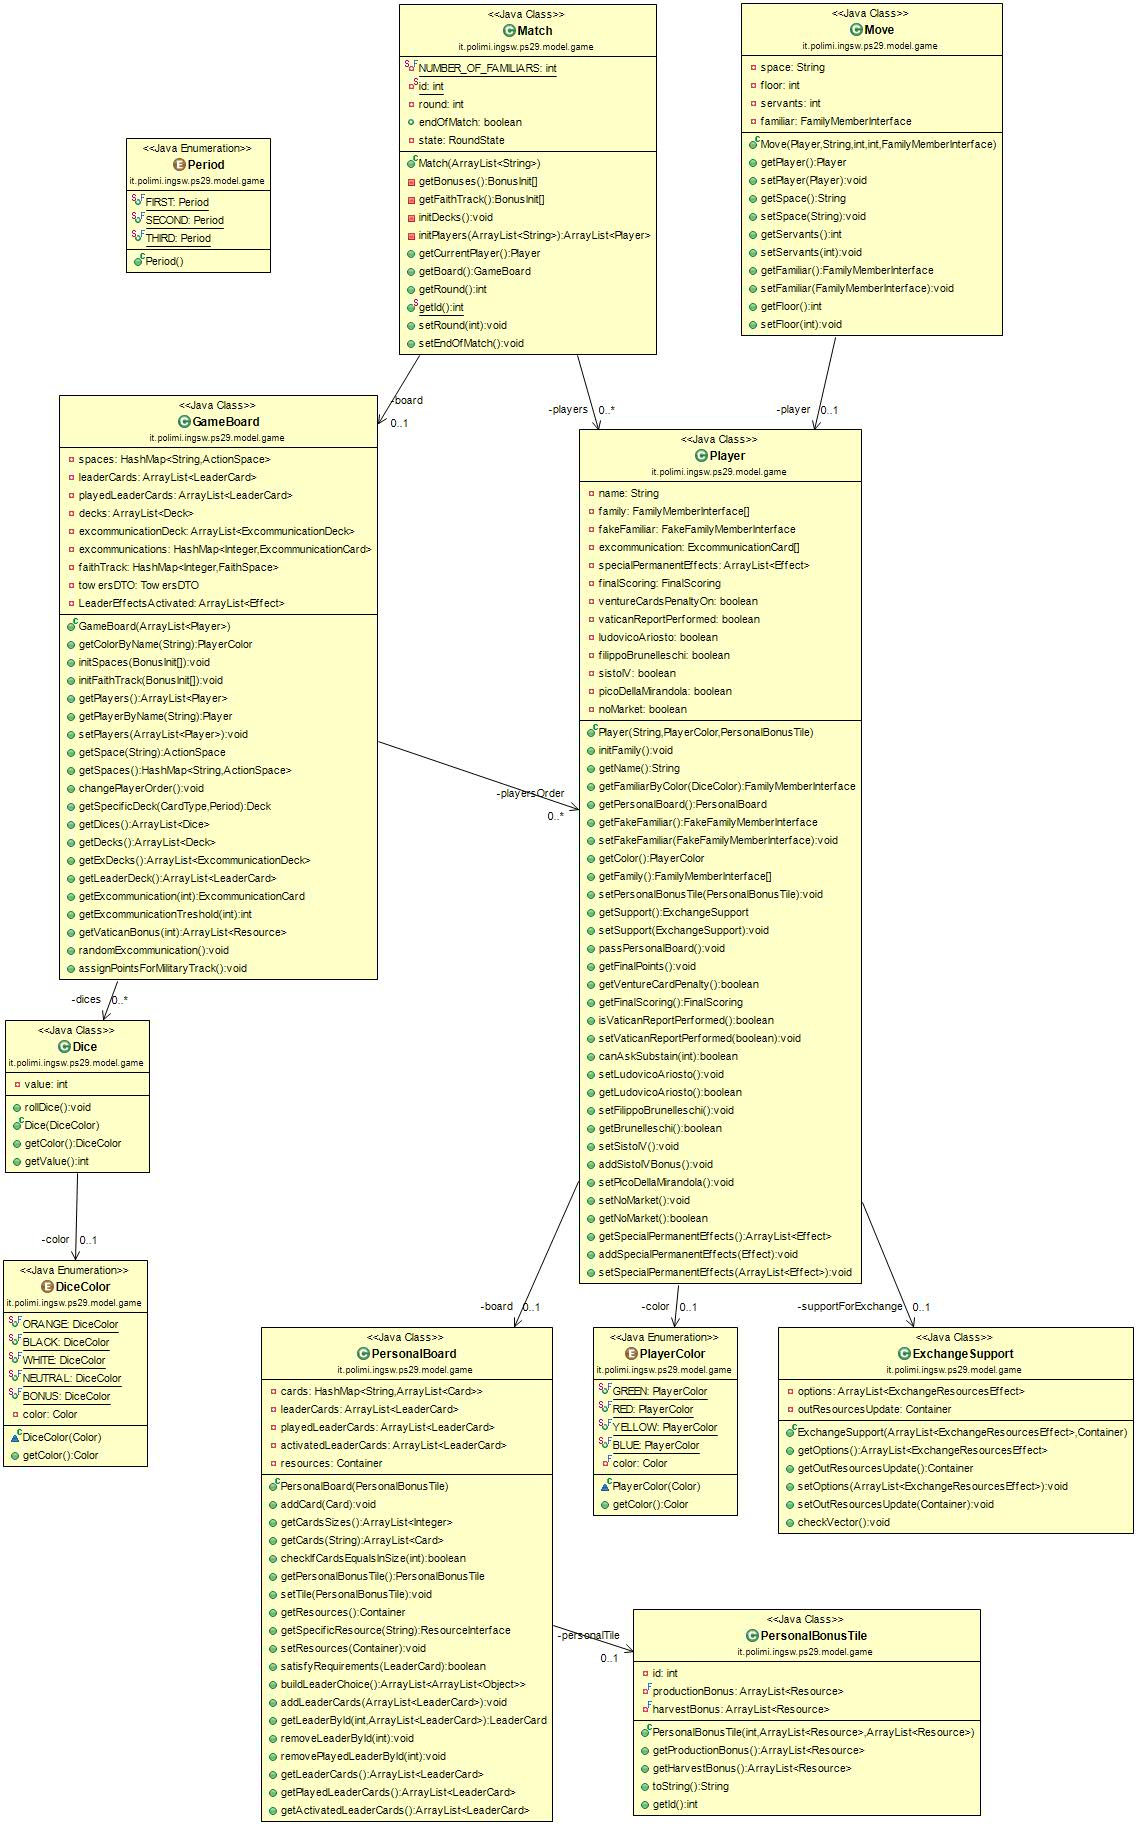 <<Java Class>>
Match
it.polimi.ingsw.ps29.model.game
NUMBER_OF_FAMILIARS: int
id: int
round: int
endOfMatch: boolean
state: RoundState
Match(ArrayList<String>)
getBonuses():BonusInit[]
getFaithTrack():BonusInit[]
initDecks():void
initPlayers(ArrayList<String>):ArrayList<Player>
getCurrentPlayer():Player
getBoard():GameBoard
getRound():int
getId():int
setRound(int):void
setEndOfMatch():void
<<Java Class>>
Move
it.polimi.ingsw.ps29.model.game
space: String
floor: int
servants: int
familiar: FamilyMemberInterface
Move(Player,String,int,int,FamilyMemberInterface)
getPlayer():Player
setPlayer(Player):void
getSpace():String
setSpace(String):void
getServants():int
setServants(int):void
getFamiliar():FamilyMemberInterface
setFamiliar(FamilyMemberInterface):void
getFloor():int
setFloor(int):void
<<Java Enumeration>>
Period
it.polimi.ingsw.ps29.model.game
FIRST: Period
SECOND: Period
THIRD: Period
Period()
-board
0..1
-players 0..*
-player 0..1
<<Java Class>>
GameBoard
it.polimi.ingsw.ps29.model.game
spaces: HashMap<String,ActionSpace>
leaderCards: ArrayList<LeaderCard>
playedLeaderCards: ArrayList<LeaderCard>
decks: ArrayList<Deck>
excommunicationDeck: ArrayList<ExcommunicationDeck>
excommunications: HashMap<Integer,ExcommunicationCard>
faithTrack: HashMap<Integer,FaithSpace>
towersDTO: TowersDTO
LeaderEffectsActivated: ArrayList<Effect>
GameBoard(ArrayList<Player>)
getColorByName(String):PlayerColor
initSpaces(BonusInit[]):void
initFaithTrack(BonusInit[]):void
getPlayers():ArrayList<Player>
getPlayerByName(String):Player
setPlayers(ArrayList<Player>):void
getSpace(String):ActionSpace
getSpaces():HashMap<String,ActionSpace>
changePlayerOrder():void
getSpecificDeck(CardType,Period):Deck
getDices():ArrayList<Dice>
getDecks():ArrayList<Deck>
getExDecks():ArrayList<ExcommunicationDeck>
getLeaderDeck():ArrayList<LeaderCard>
getExcommunication(int):ExcommunicationCard
getExcommunicationTreshold(int):int
getVaticanBonus(int):ArrayList<Resource>
randomExcommunication():void
assignPointsForMilitaryTrack():void
-playersOrder
0..*
<<Java Class>>
Player
it.polimi.ingsw.ps29.model.game
name: String
family: FamilyMemberInterface[]
fakeFamiliar: FakeFamilyMemberInterface
excommunication: ExcommunicationCard[]
specialPermanentEffects: ArrayList<Effect>
finalScoring: FinalScoring
ventureCardsPenaltyOn: boolean
vaticanReportPerformed: boolean
ludovicoAriosto: boolean
filippoBrunelleschi: boolean
sistoIV: boolean
picoDellaMirandola: boolean
noMarket: boolean
Player(String,PlayerColor,PersonalBonusTile)
initFamily():void
getName():String
getFamiliarByColor(DiceColor):FamilyMemberInterface
getPersonalBoard():PersonalBoard
getFakeFamiliar():FakeFamilyMemberInterface
setFakeFamiliar(FakeFamilyMemberInterface):void
getColor():PlayerColor
getFamily():FamilyMemberInterface[]
setPersonalBonusTile(PersonalBonusTile):void
getSupport():ExchangeSupport
setSupport(ExchangeSupport):void
passPersonalBoard():void
getFinalPoints():void
getVentureCardPenalty():boolean
getFinalScoring():FinalScoring
isVaticanReportPerformed():boolean
setVaticanReportPerformed(boolean):void
canAskSubstain(int):boolean
setLudovicoAriosto():void
getLudovicoAriosto():boolean
setFilippoBrunelleschi():void
getBrunelleschi():boolean
setSistoIV():void
addSistoIVBonus():void
setPicoDellaMirandola():void
setNoMarket():void
getNoMarket():boolean
getSpecialPermanentEffects():ArrayList<Effect>
addSpecialPermanentEffects(Effect):void
setSpecialPermanentEffects(ArrayList<Effect>):void
-dices 0..*
<<Java Class>>
Dice
it.polimi.ingsw.ps29.model.game
value: int
rollDice():void
Dice(DiceColor)
getColor():DiceColor
getValue():int
-color 0..1
<<Java Enumeration>>
DiceColor
it.polimi.ingsw.ps29.model.game
ORANGE: DiceColor
BLACK: DiceColor
WHITE: DiceColor
NEUTRAL: DiceColor
BONUS: DiceColor
color: Color
DiceColor(Color)
getColor():Color
-board 0..1
-color 0..1
-supportForExchange 0..1
<<Java Class>>
PersonalBoard
it.polimi.ingsw.ps29.model.game
cards: HashMap<String,ArrayList<Card>>
leaderCards: ArrayList<LeaderCard>
playedLeaderCards: ArrayList<LeaderCard>
activatedLeaderCards: ArrayList<LeaderCard>
resources: Container
PersonalBoard(PersonalBonusTile)
addCard(Card):void
getCardsSizes():ArrayList<Integer>
getCards(String):ArrayList<Card>
checkIfCardsEqualsInSize(int):boolean
getPersonalBonusTile():PersonalBonusTile
setTile(PersonalBonusTile):void
getResources():Container
getSpecificResource(String):ResourceInterface
setResources(Container):void
satisfyRequirements(LeaderCard):boolean
buildLeaderChoice():ArrayList<ArrayList<Object>>
addLeaderCards(ArrayList<LeaderCard>):void
getLeaderById(int,ArrayList<LeaderCard>):LeaderCard
removeLeaderById(int):void
removePlayedLeaderById(int):void
getLeaderCards():ArrayList<LeaderCard>
getPlayedLeaderCards():ArrayList<LeaderCard>
getActivatedLeaderCards():ArrayList<LeaderCard>
<<Java Enumeration>>
PlayerColor
it.polimi.ingsw.ps29.model.game
GREEN: PlayerColor
RED: PlayerColor
YELLOW: PlayerColor
BLUE: PlayerColor
color: Color
PlayerColor(Color)
getColor():Color
<<Java Class>>
ExchangeSupport
it.polimi.ingsw.ps29.model.game
options: ArrayList<ExchangeResourcesEffect>
outResourcesUpdate: Container
ExchangeSupport(ArrayList<ExchangeResourcesEffect>,Container)
getOptions():ArrayList<ExchangeResourcesEffect>
getOutResourcesUpdate():Container
setOptions(ArrayList<ExchangeResourcesEffect>):void
setOutResourcesUpdate(Container):void
checkVector():void
-personalTile
0..1
<<Java Class>>
PersonalBonusTile
it.polimi.ingsw.ps29.model.game
id: int
productionBonus: ArrayList<Resource>
harvestBonus: ArrayList<Resource>
PersonalBonusTile(int,ArrayList<Resource>,ArrayList<Resource>)
getProductionBonus():ArrayList<Resource>
getHarvestBonus():ArrayList<Resource>
toString():String
getId():int